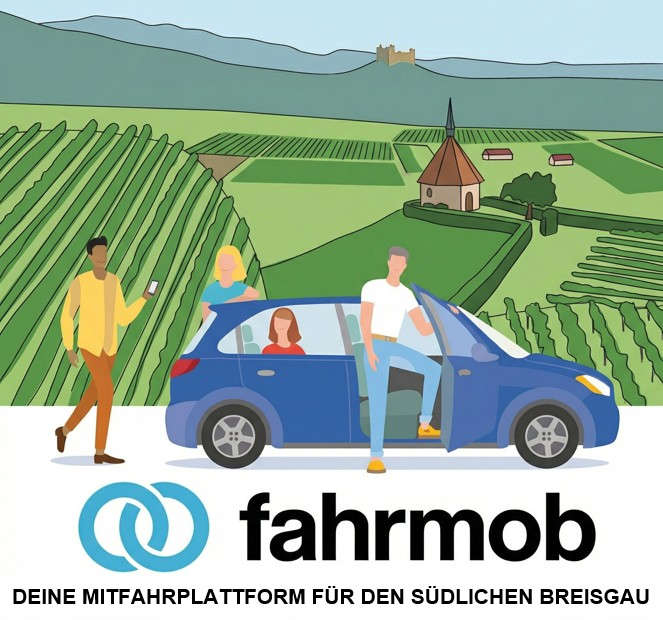 fahrmob
DEINE MITFAHRPLATTFORM FÜR DEN SÜDLICHEN BREISGAU